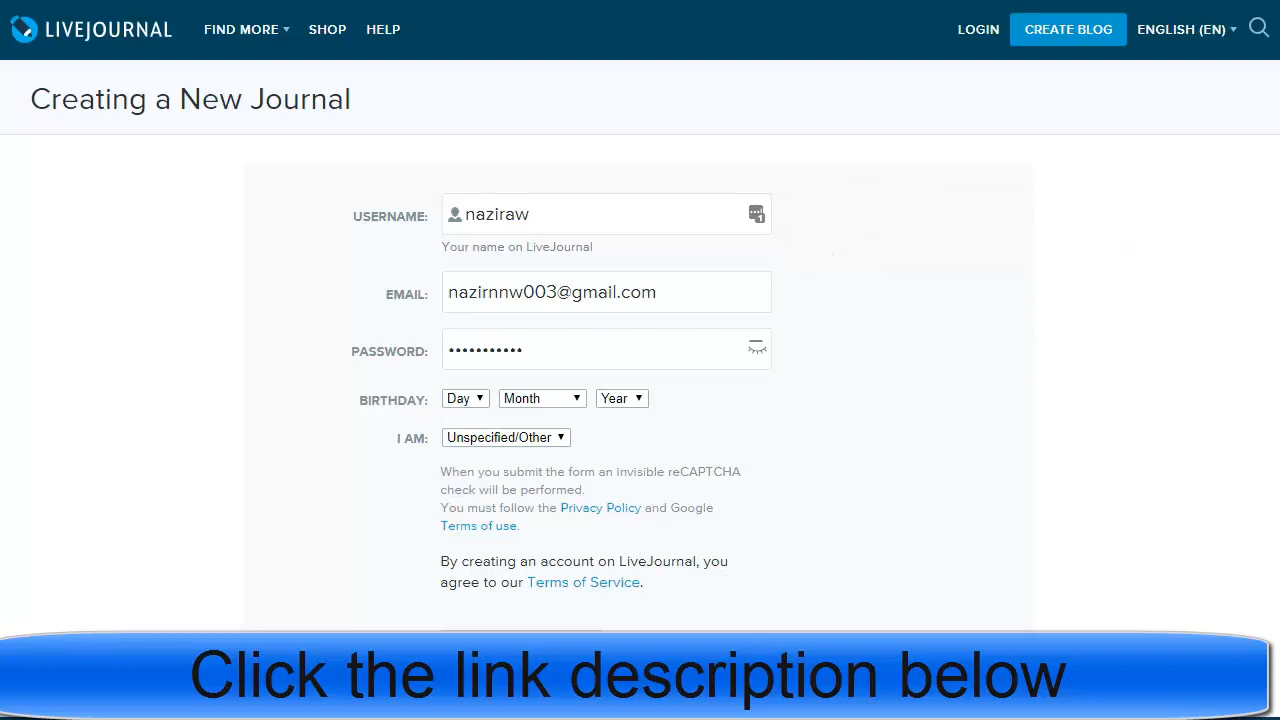 LIVEJOURNAL FIND MORE SHOP HELP LOGIN CREATE BLOG ENGLISH (EN)
Creating a New Journal
USERNAME: naziraw
Your name on LiveJournal
EMAIL: nazirnnw003@gmail.com
PASSWORD: •••••••••••
BIRTHDAY: Day Month Year
I AM: Unspecified/Other
When you submit the form an invisible reCAPTCHA
check will be performed.
You must follow the Privacy Policy and Google
Terms of use.
By creating an account on LiveJournal, you
agree to our Terms of Service.
Click the link description below